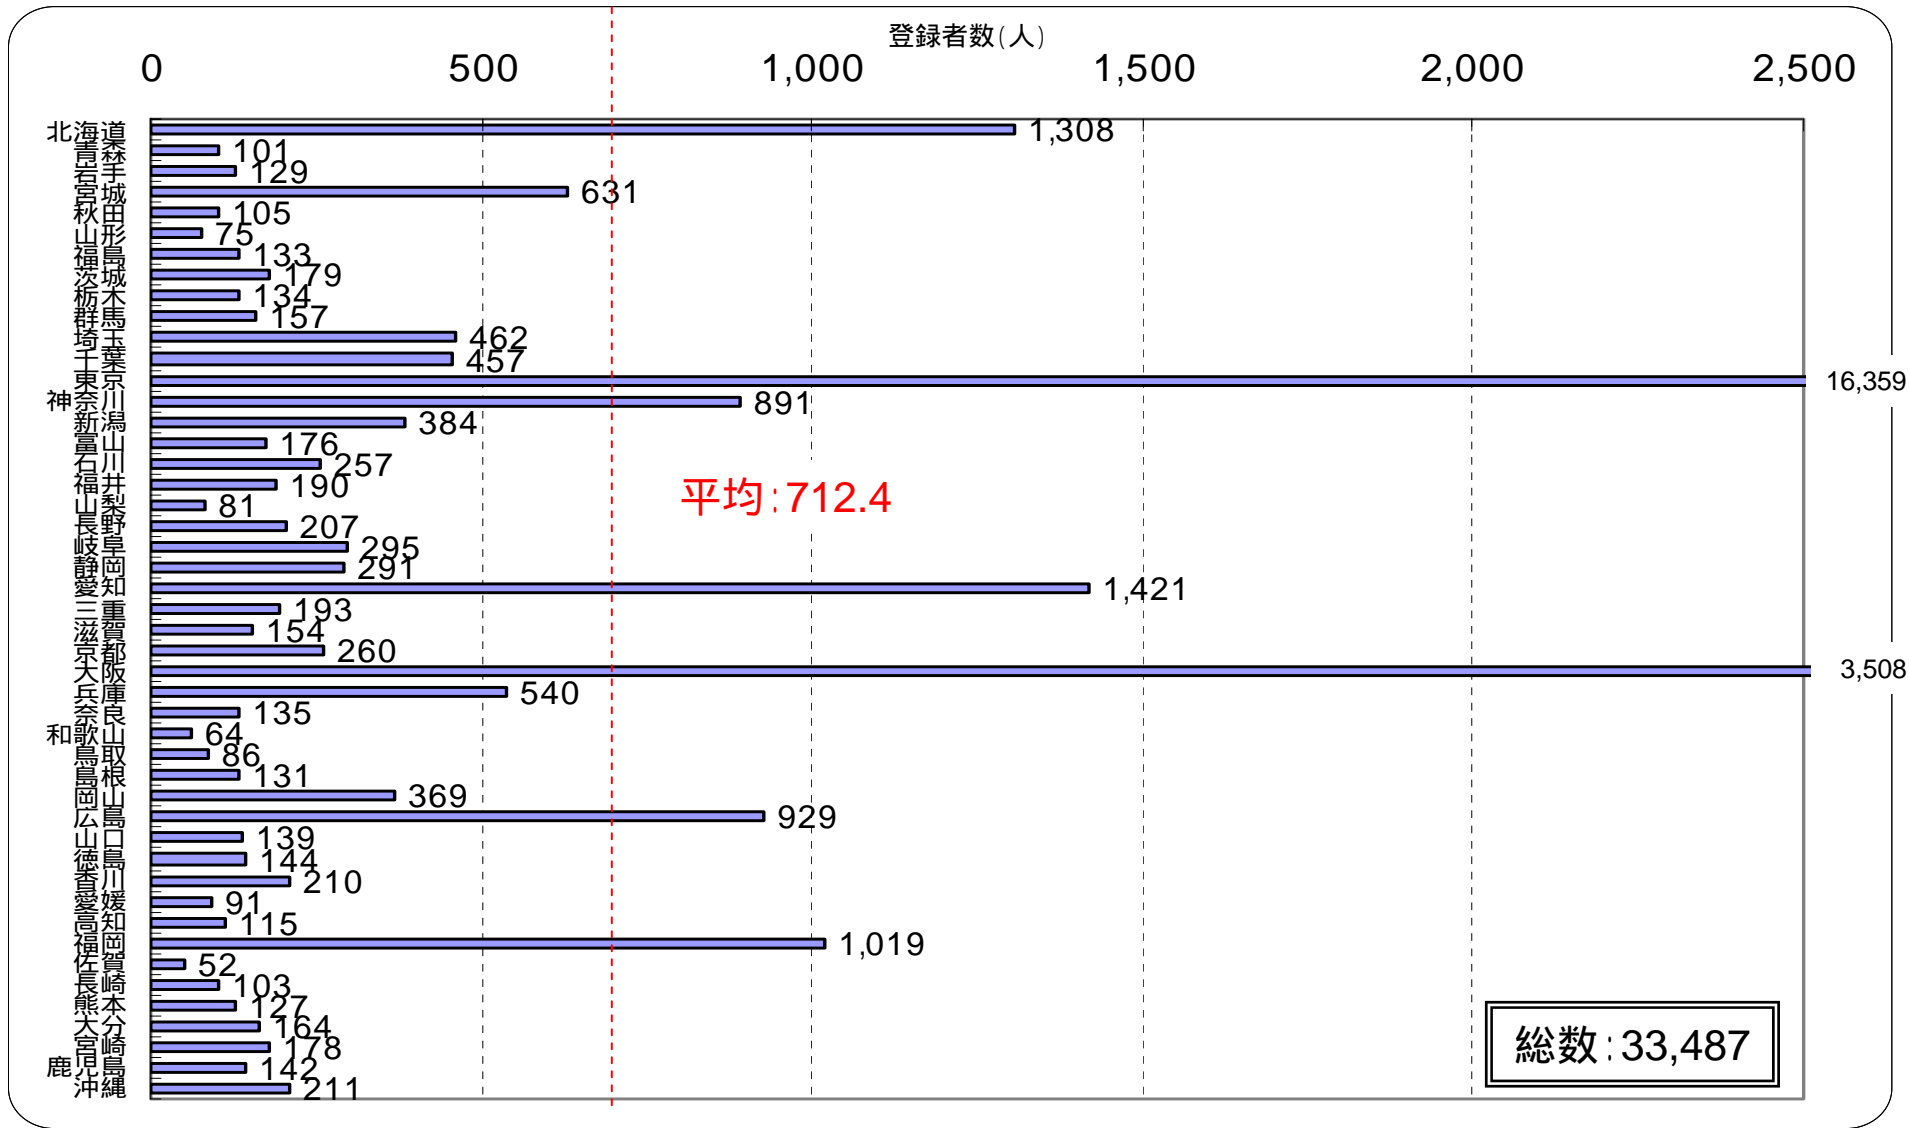 登録者数(人)
0 500 1,000 1,500 2,000 2,500
北海道 1,308
青森 101
岩手 129
宮城 631
秋田 105
山形 75
福島 133
茨城 179
栃木 134
群馬 157
埼玉 462
千葉 457
東京 16,359
神奈川 891
新潟 384
富山 176
石川 257
福井 190
平均:712.4
山梨 81
長野 207
岐阜 295
静岡 291
愛知 1,421
三重 193
滋賀 154
京都 260
大阪 3,508
兵庫 540
奈良 135
和歌山 64
鳥取 86
島根 131
岡山 369
広島 929
山口 139
徳島 144
香川 210
愛媛 91
高知 115
福岡 1,019
佐賀 52
長崎 103
熊本 127
大分 164
宮崎 178
鹿児島 142
沖縄 211
総数:33,487